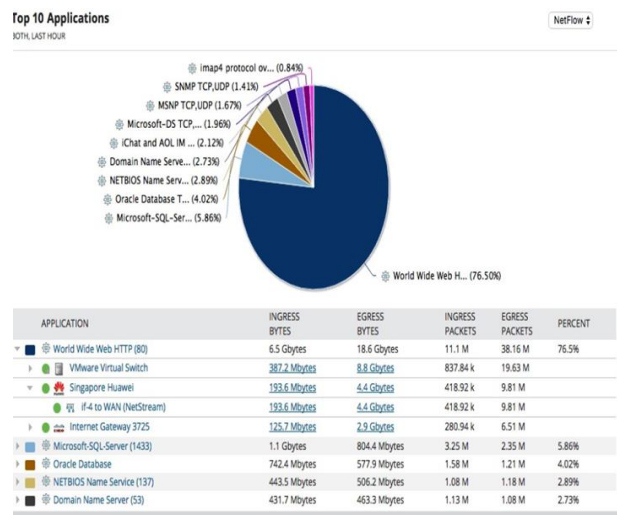 Top 10 Applications
NetFlow
BOTH, LAST HOUR
imap4 protocol ov... (0.84%)
SNMP TCP,UDP (1.41%)
MSNP TCP,UDP (1.67%)
Microsoft-DS TCP,... (1.96%)
iChat and AOL IM ... (2.12%)
Domain Name Serve... (2.73%)
NETBIOS Name Serv... (2.89%)
Oracle Database T... (4.02%)
Microsoft-SQL-Ser... (5.86%)
World Wide Web H... (76.50%)
APPLICATION INGRESS BYTES EGRESS BYTES INGRESS PACKETS EGRESS PACKETS PERCENT
World Wide Web HTTP (80) 6.5 Gbytes 18.6 Gbytes 11.1 M 38.16 M 76.5%
VMware Virtual Switch 387.2 Mbytes 8.8 Gbytes 837.84 k 19.63 M
Singapore Huawei 193.6 Mbytes 4.4 Gbytes 418.92 k 9.81 M
if-4 to WAN (NetStream) 193.6 Mbytes 4.4 Gbytes 418.92 k 9.81 M
Internet Gateway 3725 125.7 Mbytes 2.9 Gbytes 280.94 k 6.51 M
Microsoft-SQL-Server (1433) 1.1 Gbytes 804.4 Mbytes 3.25 M 2.35 M 5.86%
Oracle Database 742.4 Mbytes 577.9 Mbytes 1.58 M 1.21 M 4.02%
NETBIOS Name Service (137) 443.5 Mbytes 506.2 Mbytes 1.08 M 1.18 M 2.89%
Domain Name Server (53) 431.7 Mbytes 463.3 Mbytes 1.13 M 1.08 M 2.73%